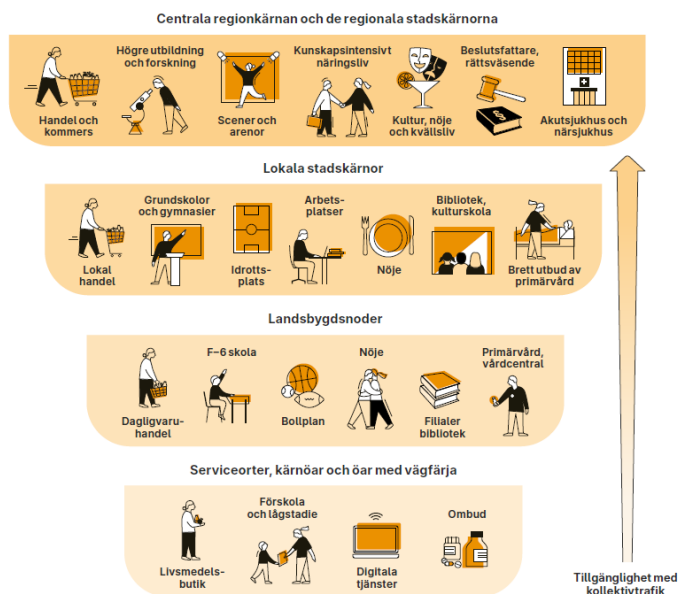 Centrala regionkärnan och de regionala stadskärnorna
Högre utbildning
och forskning
Kunskapsintensivt
näringsliv
Beslutsfattare,
rättsväsende
Handel och
kommers
Scener och
arenor
Kultur, nöje
och kvällsliv
Akutsjukhus och
närsjukhus
Lokala stadskärnor
Grundskolor
och gymnasier
Arbets-
platser
Bibliotek,
kulturskola
Lokal
handel
Idrotts-
plats
Nöje
Brett utbud av
primärvård
Landsbygdsnoder
F–6 skola
Nöje
Primärvård,
vårdcentral
Dagligvaru-
handel
Bollplan
Filialer
bibliotek
Serviceorter, kärnöar och öar med vägfärja
Förskola
och lågstadie
Ombud
Livsmedels-
butik
Digitala
tjänster
Tillgänglighet med
kollektivtrafik